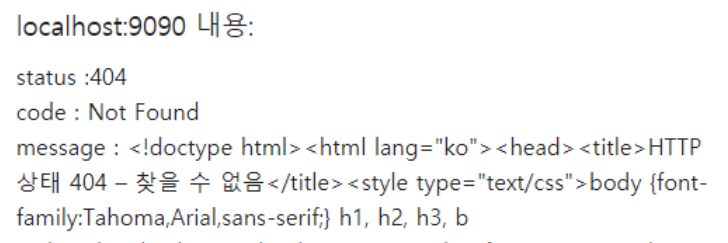 localhost:9090 내용:
status :404
code : Not Found
message : <!doctype html><html lang="ko"><head><title>HTTP
상태 404 – 찾을 수 없음</title><style type="text/css">body {font-
family:Tahoma,Arial,sans-serif;} h1, h2, h3, b